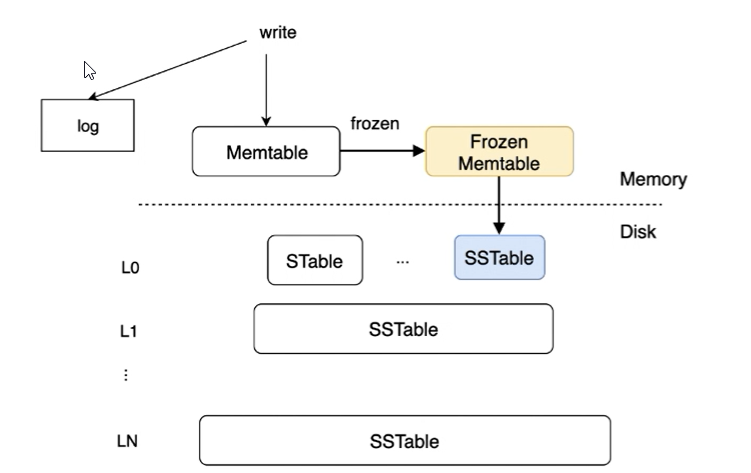 write
log
frozen
Memtable
Frozen
Memtable
Memory
Disk
L0
STable
...
SSTable
L1
SSTable
⋮
LN
SSTable